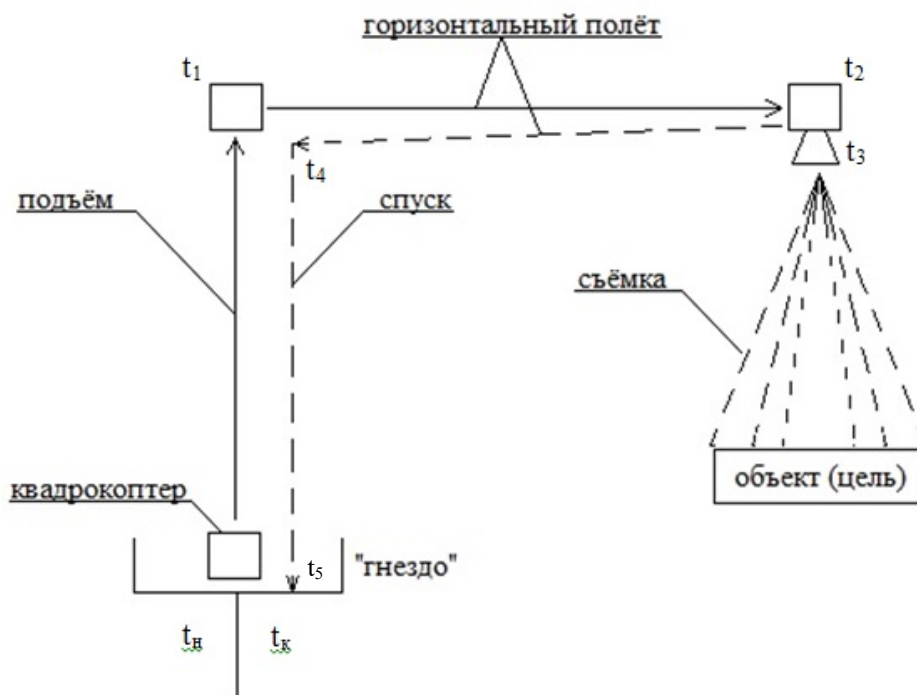 горизонтальный полёт
t₁
t₂
t₃
t₄
подъём
спуск
съёмка
объект (цель)
квадрокоптер
"гнездо"
t₅
tн tк